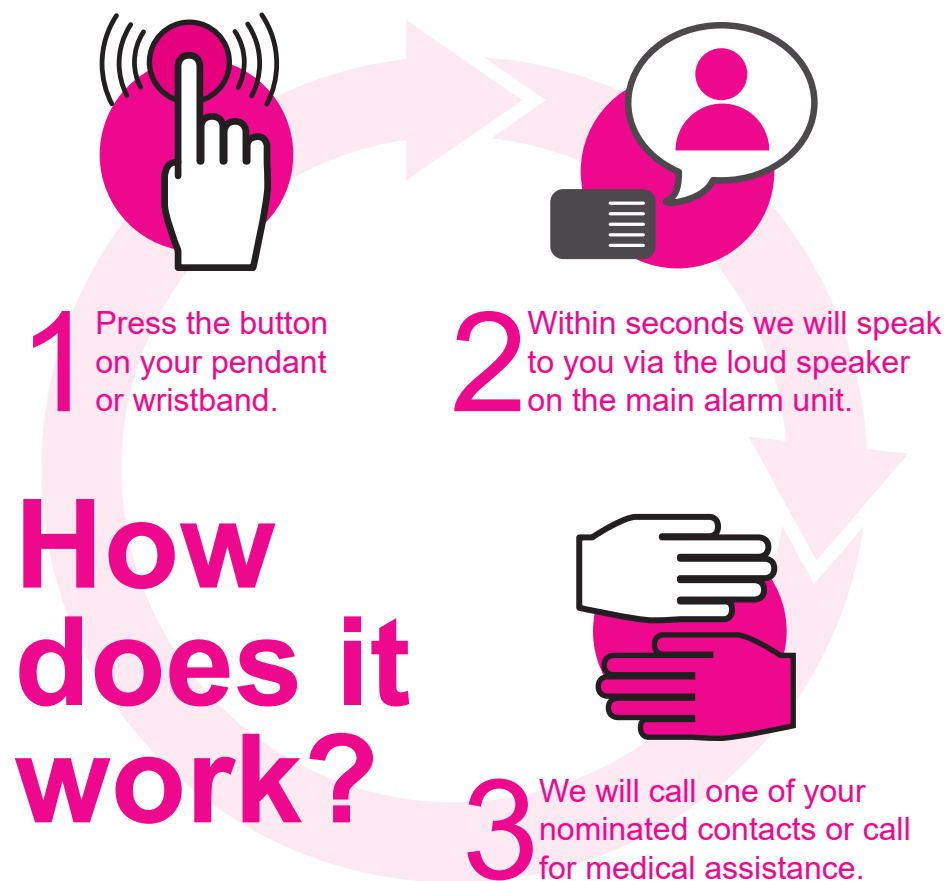 1 Press the button
on your pendant
or wristband.
2 Within seconds we will speak
to you via the loud speaker
on the main alarm unit.
How
does it
work?
3 We will call one of your
nominated contacts or call
for medical assistance.